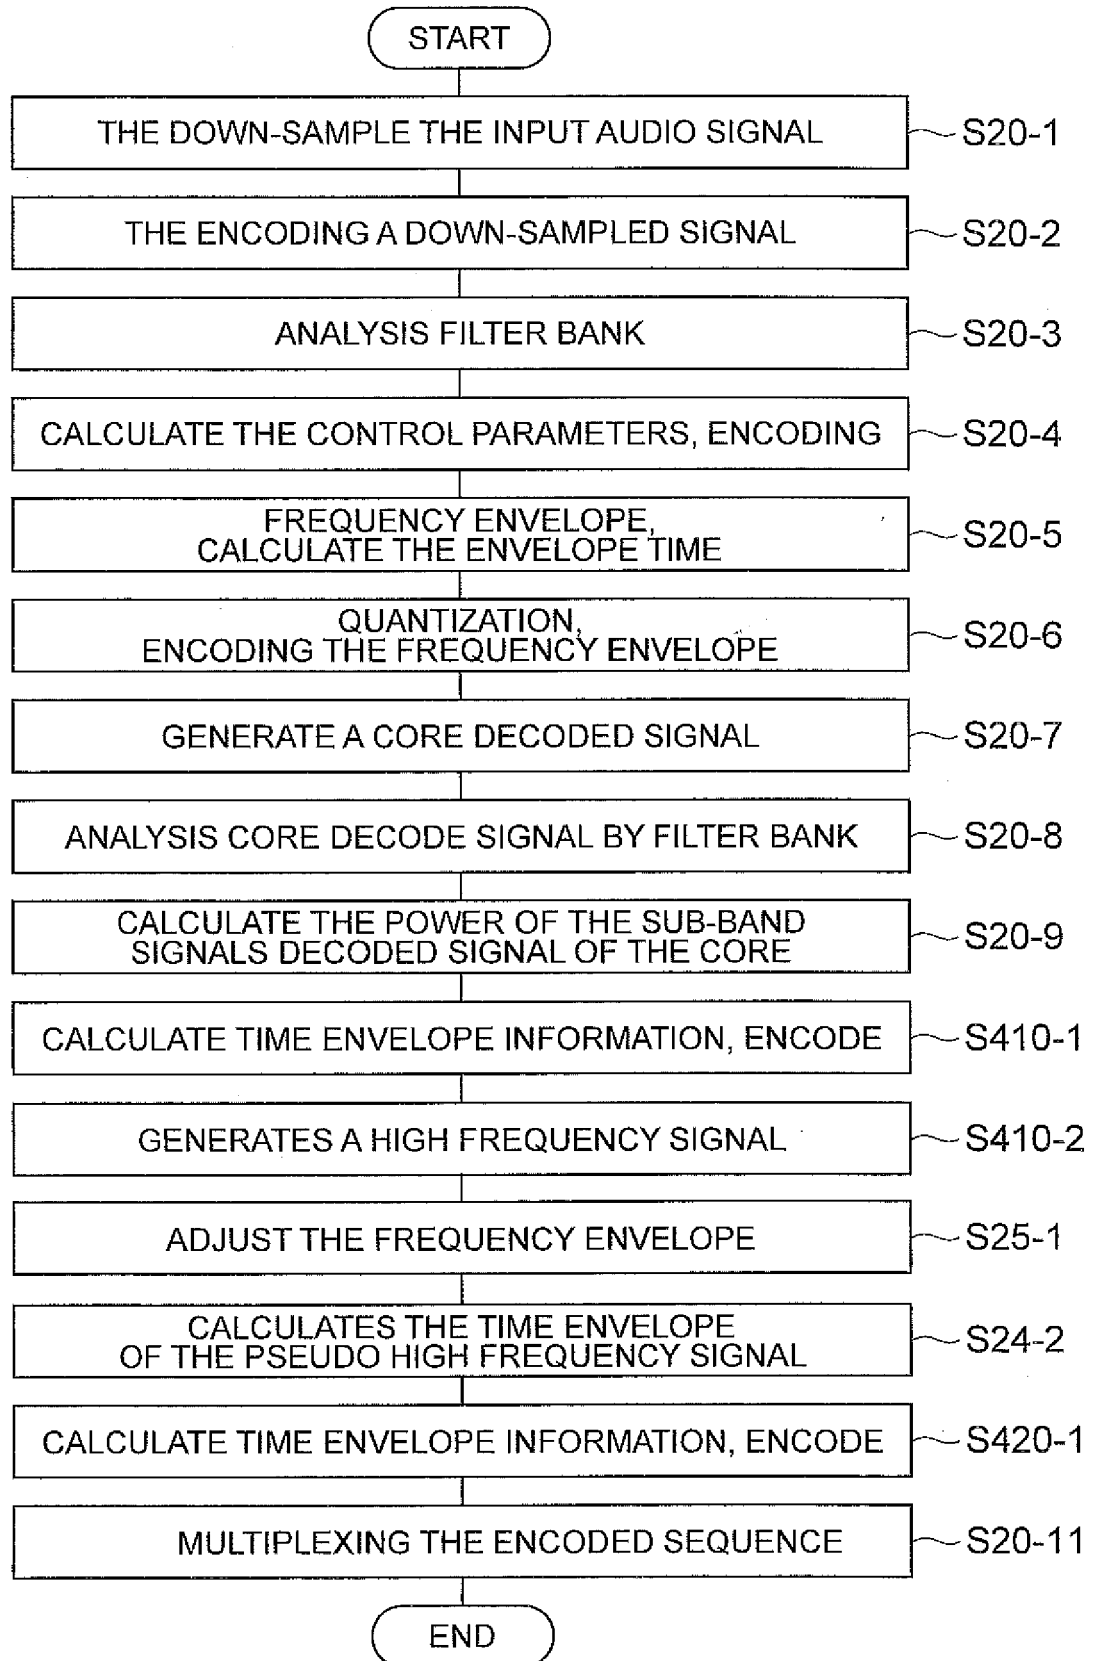 START
THE DOWN-SAMPLE THE INPUT AUDIO SIGNAL
S20-1
THE ENCODING A DOWN-SAMPLED SIGNAL
S20-2
ANALYSIS FILTER BANK
S20-3
CALCULATE THE CONTROL PARAMETERS, ENCODING
S20-4
FREQUENCY ENVELOPE,
CALCULATE THE ENVELOPE TIME
S20-5
QUANTIZATION,
ENCODING THE FREQUENCY ENVELOPE
S20-6
GENERATE A CORE DECODED SIGNAL
S20-7
ANALYSIS CORE DECODE SIGNAL BY FILTER BANK
S20-8
CALCULATE THE POWER OF THE SUB-BAND
SIGNALS DECODED SIGNAL OF THE CORE
S20-9
CALCULATE TIME ENVELOPE INFORMATION, ENCODE
S410-1
GENERATES A HIGH FREQUENCY SIGNAL
S410-2
ADJUST THE FREQUENCY ENVELOPE
S25-1
CALCULATES THE TIME ENVELOPE
OF THE PSEUDO HIGH FREQUENCY SIGNAL
S24-2
CALCULATE TIME ENVELOPE INFORMATION, ENCODE
S420-1
MULTIPLEXING THE ENCODED SEQUENCE
S20-11
END